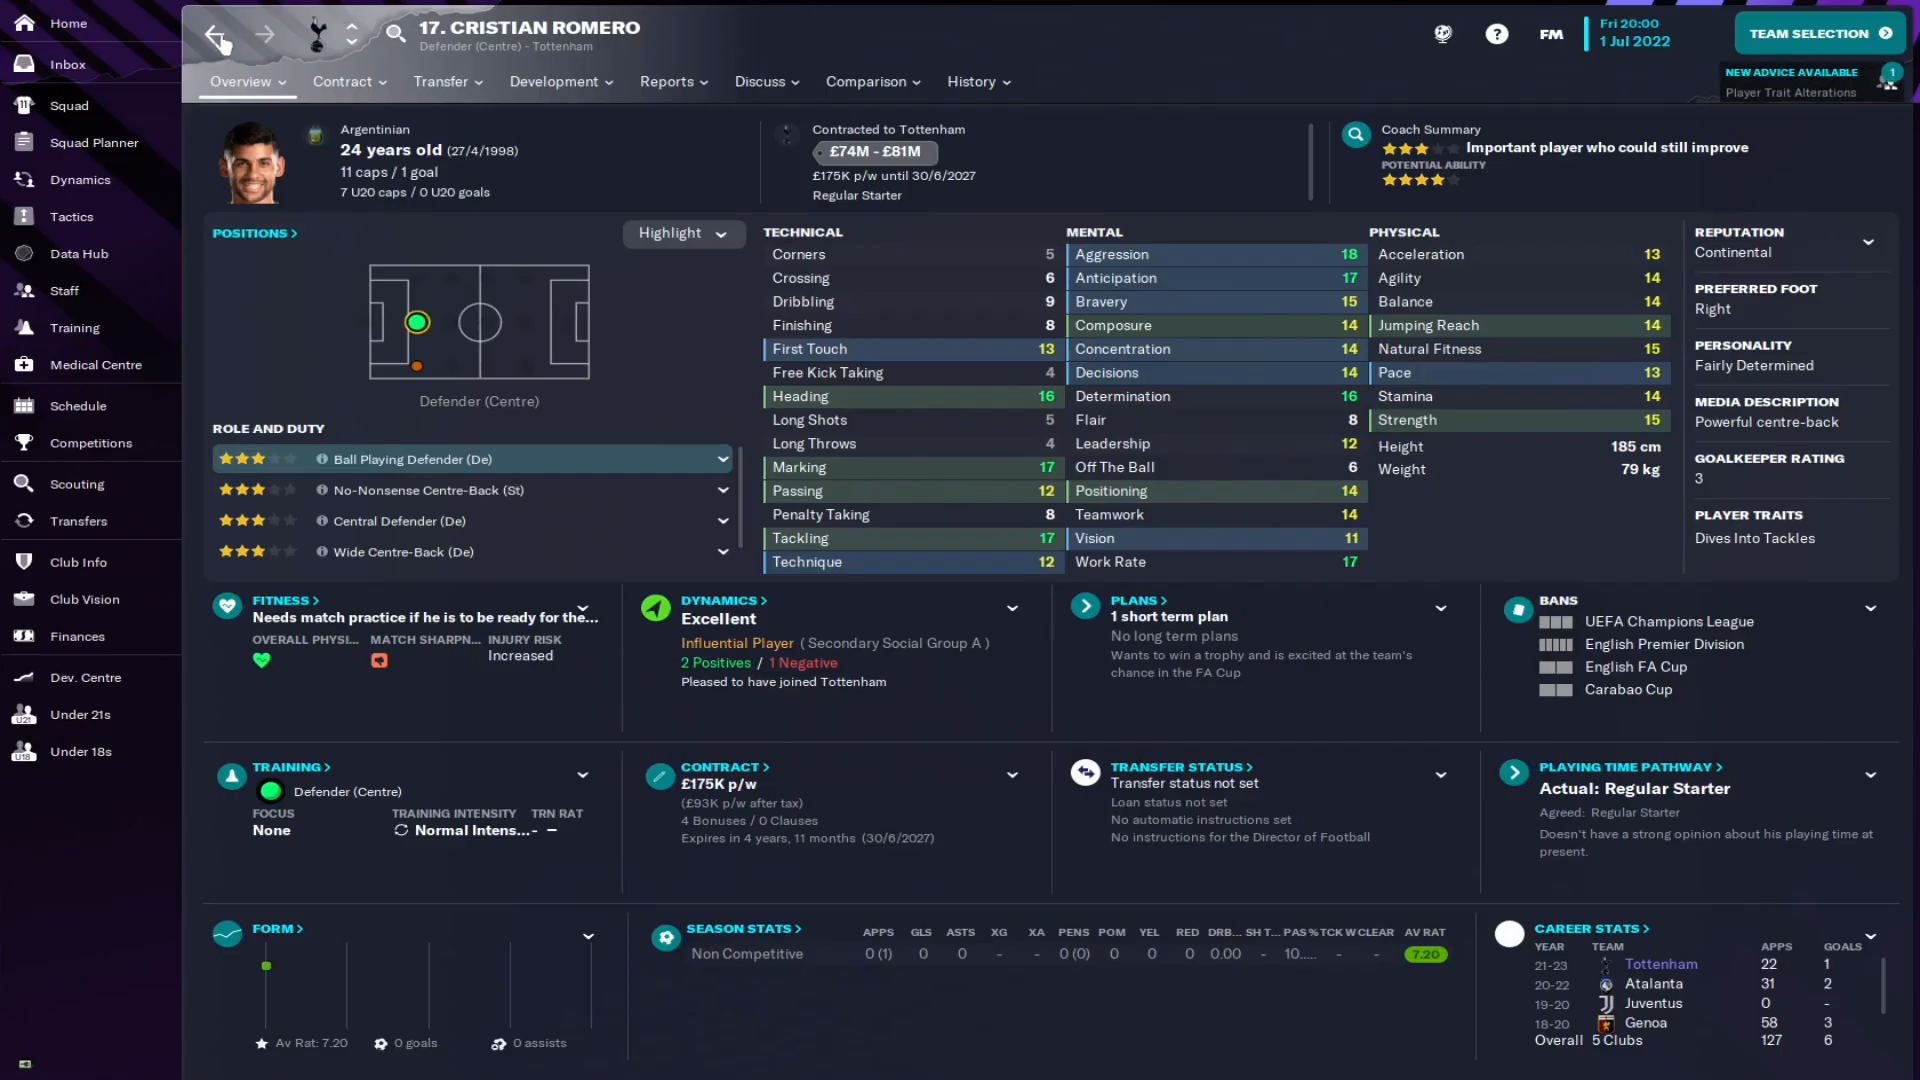 Home
Inbox
Squad
Squad Planner
Dynamics
Tactics
Data Hub
Staff
Training
Medical Centre
Schedule
Competitions
Scouting
Transfers
Club Info
Club Vision
Finances
Dev. Centre
Under 21s
Under 18s
17. CRISTIAN ROMERO
Defender (Centre) - Tottenham
FM
Fri 20:00
1 Jul 2022
TEAM SELECTION
Overview Contract Transfer Development Reports Discuss Comparison History
NEW ADVICE AVAILABLE 1
Player Trait Alterations
Argentinian
24 years old (27/4/1998)
11 caps / 1 goal
7 U20 caps / 0 U20 goals
Contracted to Tottenham
£74M - £81M
£175K p/w until 30/6/2027
Regular Starter
Coach Summary
Important player who could still improve
POTENTIAL ABILITY
POSITIONS >
Highlight
Defender (Centre)
ROLE AND DUTY
Ball Playing Defender (De)
No-Nonsense Centre-Back (St)
Central Defender (De)
Wide Centre-Back (De)
TECHNICAL
Corners 5
Crossing 6
Dribbling 9
Finishing 8
First Touch 13
Free Kick Taking 4
Heading 16
Long Shots 5
Long Throws 4
Marking 17
Passing 12
Penalty Taking 8
Tackling 17
Technique 12
MENTAL
Aggression 18
Anticipation 17
Bravery 15
Composure 14
Concentration 14
Decisions 14
Determination 16
Flair 8
Leadership 12
Off The Ball 6
Positioning 14
Teamwork 14
Vision 11
Work Rate 17
PHYSICAL
Acceleration 13
Agility 14
Balance 14
Jumping Reach 14
Natural Fitness 15
Pace 13
Stamina 14
Strength 15
Height 185 cm
Weight 79 kg
REPUTATION
Continental
PREFERRED FOOT
Right
PERSONALITY
Fairly Determined
MEDIA DESCRIPTION
Powerful centre-back
GOALKEEPER RATING
3
PLAYER TRAITS
Dives Into Tackles
FITNESS >
Needs match practice if he is to be ready for the...
OVERALL PHYSI... MATCH SHARPN... INJURY RISK
Increased
DYNAMICS >
Excellent
Influential Player ( Secondary Social Group A )
2 Positives / 1 Negative
Pleased to have joined Tottenham
PLANS >
1 short term plan
No long term plans
Wants to win a trophy and is excited at the team's
chance in the FA Cup
BANS
UEFA Champions League
English Premier Division
English FA Cup
Carabao Cup
TRAINING >
Defender (Centre)
FOCUS TRAINING INTENSITY TRN RAT
None Normal Intens... - –
CONTRACT >
£175K p/w
(£93K p/w after tax)
4 Bonuses / 0 Clauses
Expires in 4 years, 11 months (30/6/2027)
TRANSFER STATUS >
Transfer status not set
Loan status not set
No automatic instructions set
No instructions for the Director of Football
PLAYING TIME PATHWAY >
Actual: Regular Starter
Agreed: Regular Starter
Doesn't have a strong opinion about his playing time at
present.
FORM >
Av Rat: 7.20 0 goals 0 assists
SEASON STATS > APPS GLS ASTS XG XA PENS POM YEL RED DRB... SH T... PAS % TCK W CLEAR AV RAT
Non Competitive 0 (1) 0 0 - - 0 (0) 0 0 0 0.00 - 10..... - - 7.20
CAREER STATS >
YEAR TEAM APPS GOALS
21-23 Tottenham 22 1
20-22 Atalanta 31 2
19-20 Juventus 0 -
18-20 Genoa 58 3
Overall 5 Clubs 127 6